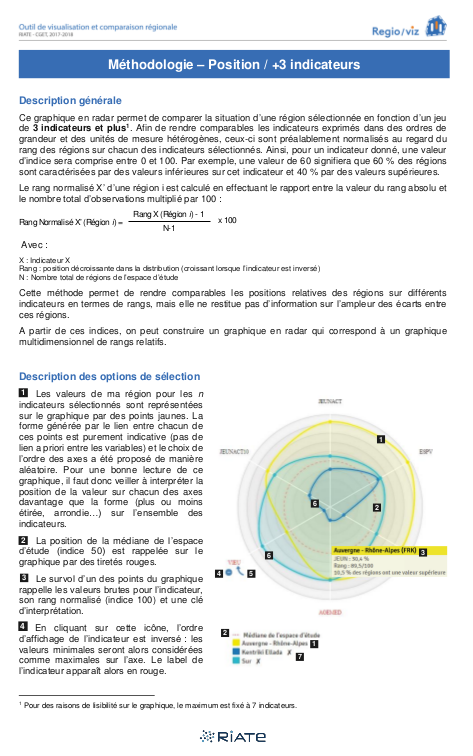 Outil de visualisation et comparaison régionale
RIATE - CGET, 2017-2018
Regio/viz
Méthodologie – Position / +3 indicateurs
Description générale
Ce graphique en radar permet de comparer la situation d'une région sélectionnée en fonction d'un jeu
de 3 indicateurs et plus¹. Afin de rendre comparables les indicateurs exprimés dans des ordres de
grandeur et des unités de mesure hétérogènes, ceux-ci sont préalablement normalisés au regard du
rang des régions sur chacun des indicateurs sélectionnés. Ainsi, pour un indicateur donné, une valeur
d'indice sera comprise entre 0 et 100. Par exemple, une valeur de 60 signifiera que 60 % des régions
sont caractérisées par des valeurs inférieures sur cet indicateur et 40 % par des valeurs supérieures.
Le rang normalisé X' d'une région i est calculé en effectuant le rapport entre la valeur du rang absolu et
le nombre total d'observations multiplié par 100 :
Rang Normalisé X' (Région i) = Rang X (Région i) - 1 x 100
N-1
Avec :
X : Indicateur X
Rang : position décroissante dans la distribution (croissant lorsque l'indicateur est inversé)
N : Nombre total de régions de l'espace d'étude
Cette méthode permet de rendre comparables les positions relatives des régions sur différents
indicateurs en termes de rangs, mais elle ne restitue pas d'information sur l'ampleur des écarts entre
ces régions.
A partir de ces indices, on peut construire un graphique en radar qui correspond à un graphique
multidimensionnel de rangs relatifs.
Description des options de sélection
1 Les valeurs de ma région pour les n
indicateurs sélectionnés sont représentées
sur le graphique par des points jaunes. La
forme générée par le lien entre chacun de
ces points est purement indicative (pas de
lien a priori entre les variables) et le choix de
l'ordre des axes a été proposé de manière
aléatoire. Pour une bonne lecture de ce
graphique, il faut donc veiller à interpréter la
position de la valeur sur chacun des axes
davantage que la forme (plus ou moins
étirée, arrondie…) sur l'ensemble des
indicateurs.
2 La position de la médiane de l'espace
d'étude (indice 50) est rappelée sur le
graphique par des tiretés rouges.
3 Le survol d'un des points du graphique
rappelle les valeurs brutes pour l'indicateur,
son rang normalisé (indice 100) et une clé
d'interprétation.
4 En cliquant sur cette icône, l'ordre
d'affichage de l'indicateur est inversé : les
valeurs minimales seront alors considérées
comme maximales sur l'axe. Le label de
l'indicateur apparaît alors en rouge.
JEUNACT
1
ESPV
6
2
6
Auvergne - Rhône-Alpes (FRK) 3
Rang : 89,5/100
10,5 % des régions ont une valeur supérieure
4 5
AGEMED
2 Médiane de l'espace d'étude
Auvergne - Rhône-Alpes 1
Kentriki Ellada ✗
Sur ✗ 7
¹ Pour des raisons de lisibilité sur le graphique, le maximum est fixé à 7 indicateurs.
RIATE